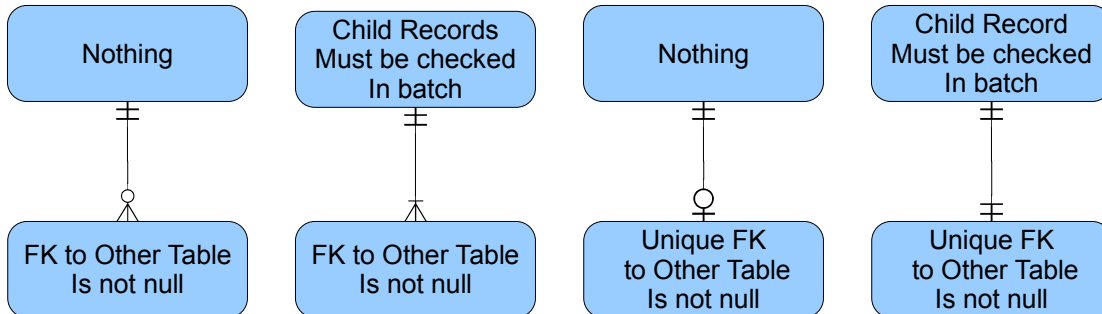 Nothing
Child Records
Must be checked
In batch
Nothing
Child Record
Must be checked
In batch
FK to Other Table
Is not null
FK to Other Table
Is not null
Unique FK
to Other Table
Is not null
Unique FK
to Other Table
Is not null